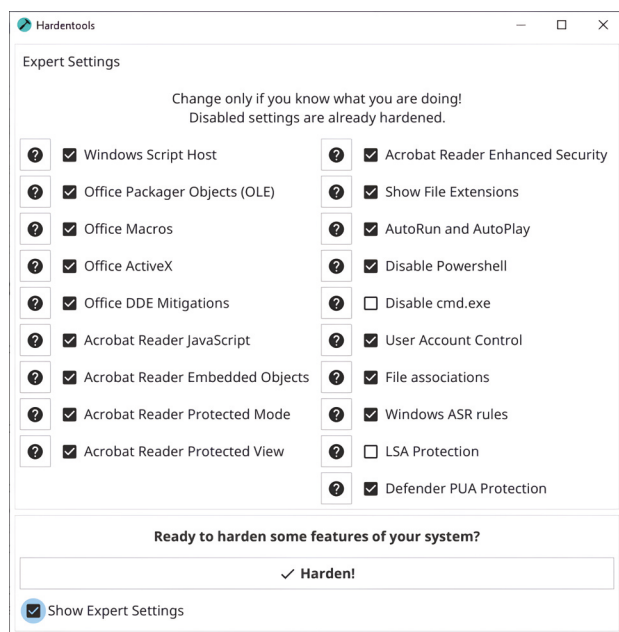 Hardentools
Expert Settings
Change only if you know what you are doing!
Disabled settings are already hardened.
Windows Script Host
Office Packager Objects (OLE)
Office Macros
Office ActiveX
Office DDE Mitigations
Acrobat Reader JavaScript
Acrobat Reader Embedded Objects
Acrobat Reader Protected Mode
Acrobat Reader Protected View
Acrobat Reader Enhanced Security
Show File Extensions
AutoRun and AutoPlay
Disable Powershell
Disable cmd.exe
User Account Control
File associations
Windows ASR rules
LSA Protection
Defender PUA Protection
Ready to harden some features of your system?
Harden!
Show Expert Settings